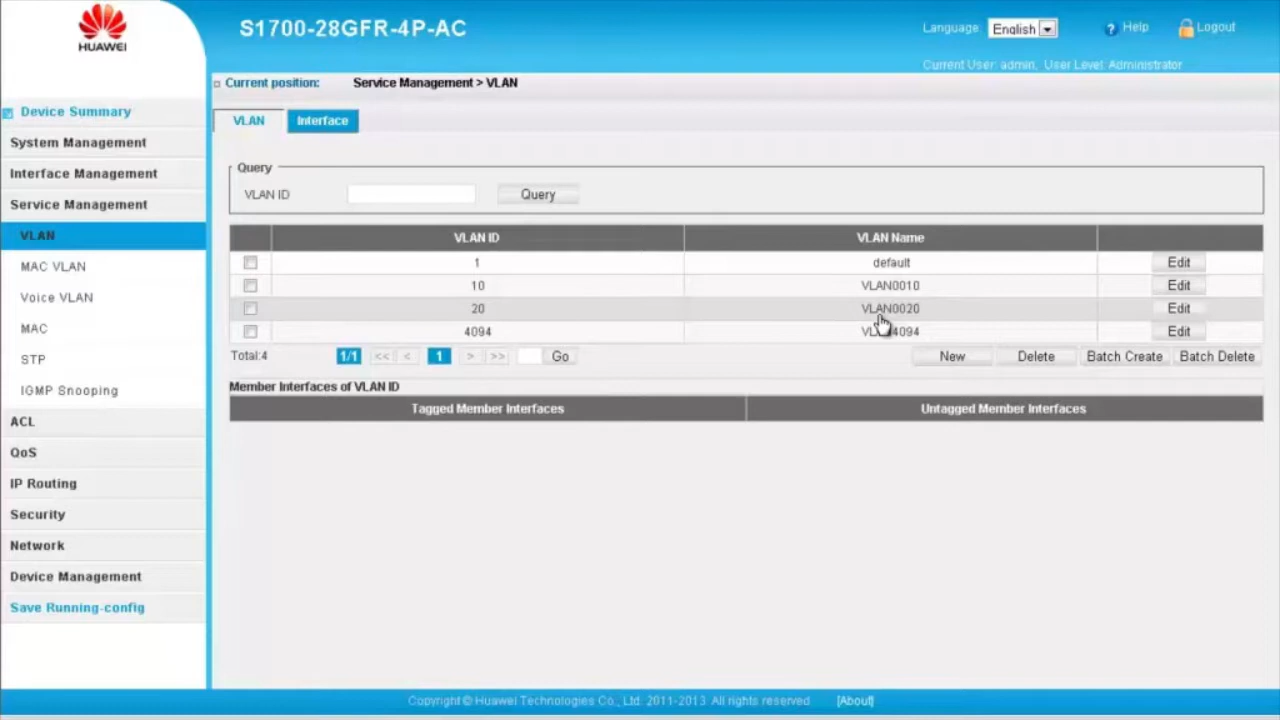 HUAWEI
S1700-28GFR-4P-AC
Language English Help Logout
Current User: admin, User Level: Administrator
Current position: Service Management > VLAN
VLAN Interface
Device Summary
System Management
Interface Management
Service Management
VLAN
MAC VLAN
Voice VLAN
MAC
STP
IGMP Snooping
ACL
QoS
IP Routing
Security
Network
Device Management
Save Running-config
Query
VLAN ID Query
VLAN ID VLAN Name
1 default Edit
10 VLAN0010 Edit
20 VLAN0020 Edit
4094 Edit
Total:4 1/1 << < 1 > >> Go New Delete Batch Create Batch Delete
Member Interfaces of VLAN ID
Tagged Member Interfaces Untagged Member Interfaces
Copyright © Huawei Technologies Co., Ltd. 2011-2013. All rights reserved. [About]